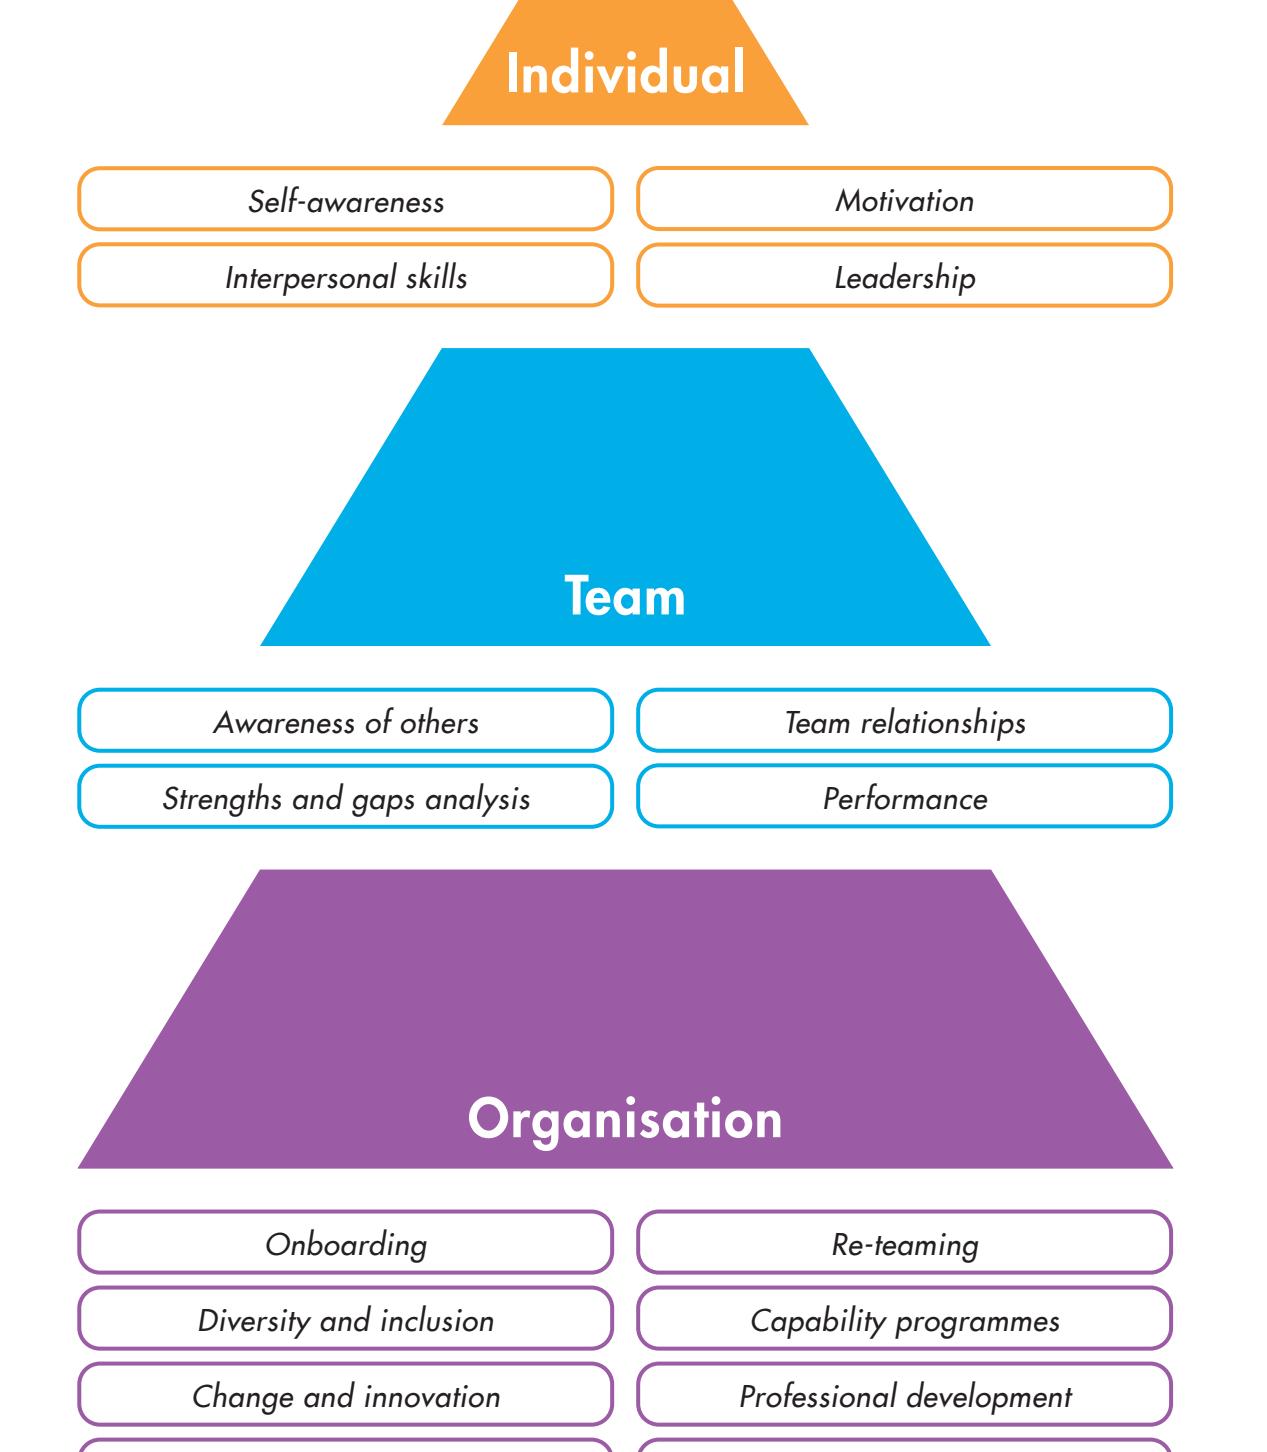 Individual
Self-awareness
Motivation
Interpersonal skills
Leadership
Team
Awareness of others
Team relationships
Strengths and gaps analysis
Performance
Organisation
Onboarding
Re-teaming
Diversity and inclusion
Capability programmes
Change and innovation
Professional development